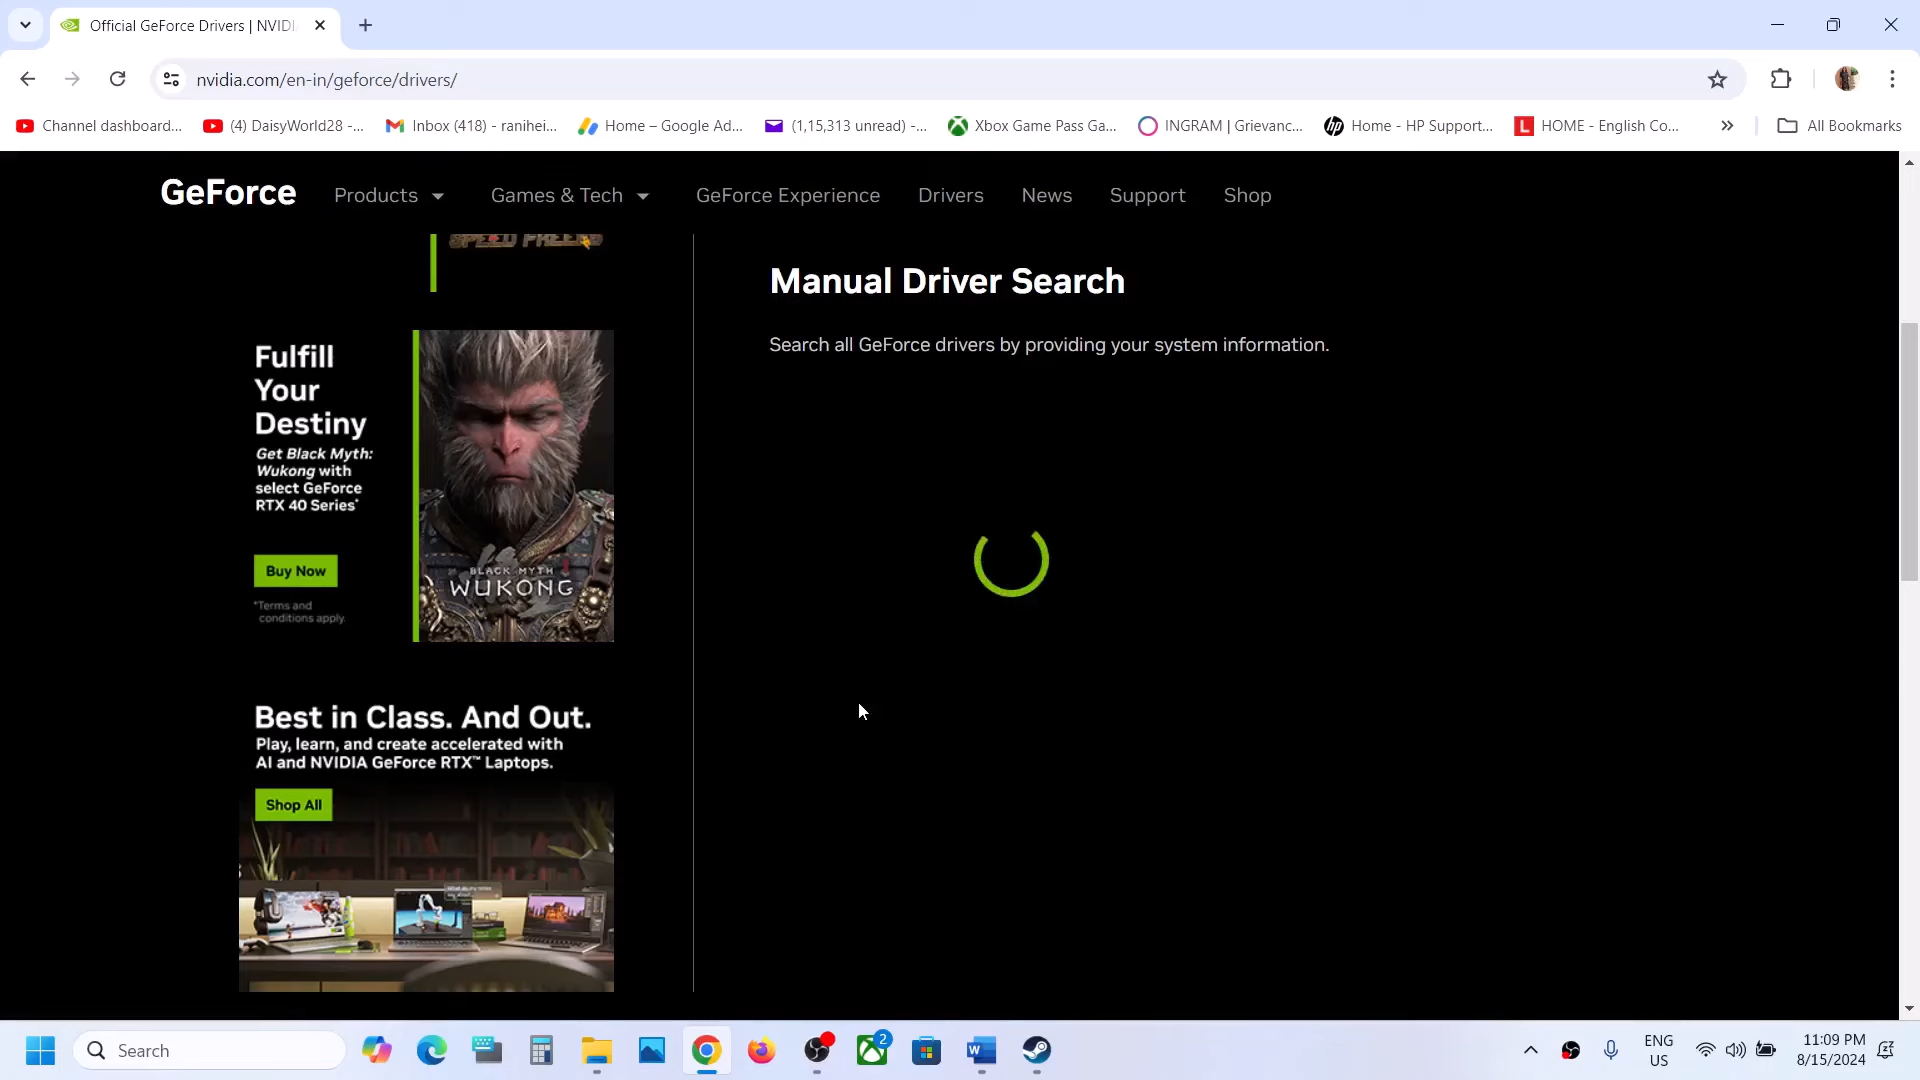 Official GeForce Drivers | NVIDI
nvidia.com/en-in/geforce/drivers/
Channel dashboard...
(4) DaisyWorld28 -...
Inbox (418) - ranihei...
Home – Google Ad...
(1,15,313 unread) -...
Xbox Game Pass Ga...
INGRAM | Grievanc...
Home - HP Support...
HOME - English Co...
»
All Bookmarks
GeForce
Products
Games & Tech
GeForce Experience
Drivers
News
Support
Shop
SPEED FREEKS
Manual Driver Search
Search all GeForce drivers by providing your system information.
Fulfill
Your
Destiny
Get Black Myth:
Wukong with
select GeForce
RTX 40 Series*
Buy Now
*Terms and
conditions apply.
BLACK MYTH
WUKONG
Best in Class. And Out.
Play, learn, and create accelerated with
AI and NVIDIA GeForce RTX™ Laptops.
Shop All
Search
2
ENG
US
11:09 PM
8/15/2024